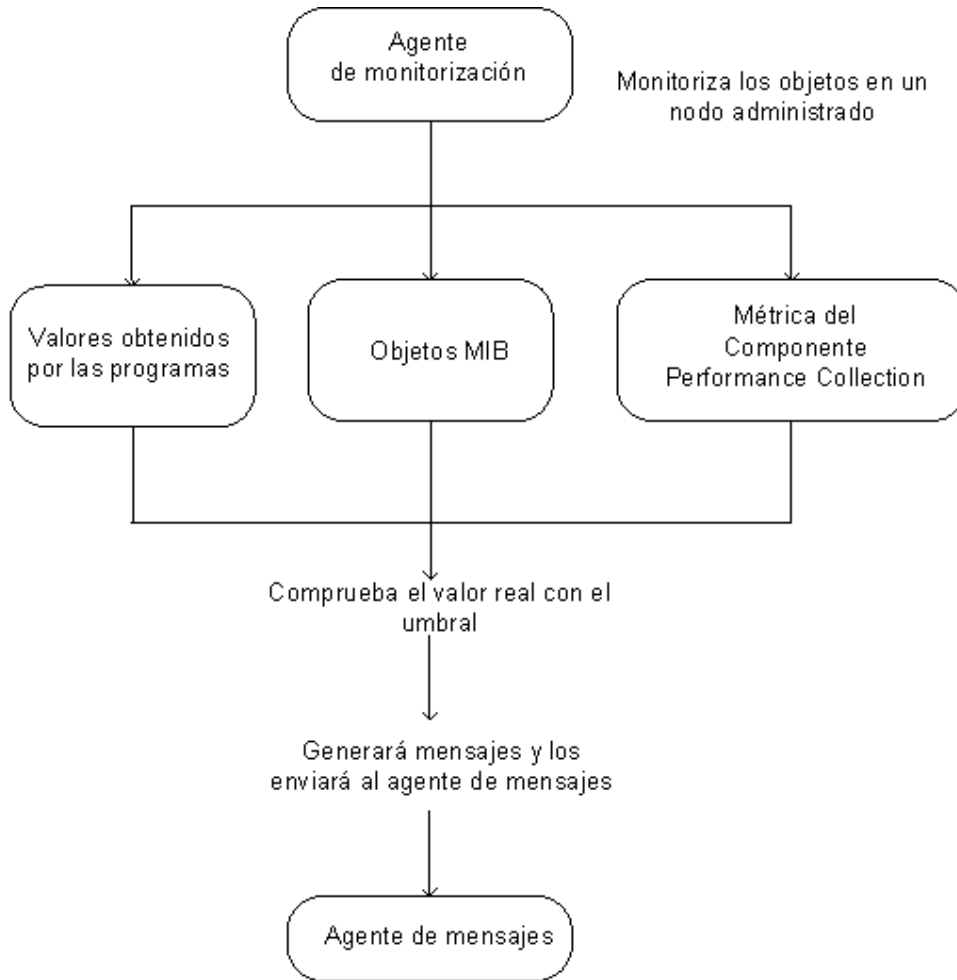 Agente
de monitorización
Monitoriza los objetos en un
nodo administrado
Valores obtenidos
por las programas
Objetos MIB
Métrica del
Componente
Performance Collection
Comprueba el valor real con el
umbral
Generará mensajes y los
enviará al agente de mensajes
Agente de mensajes